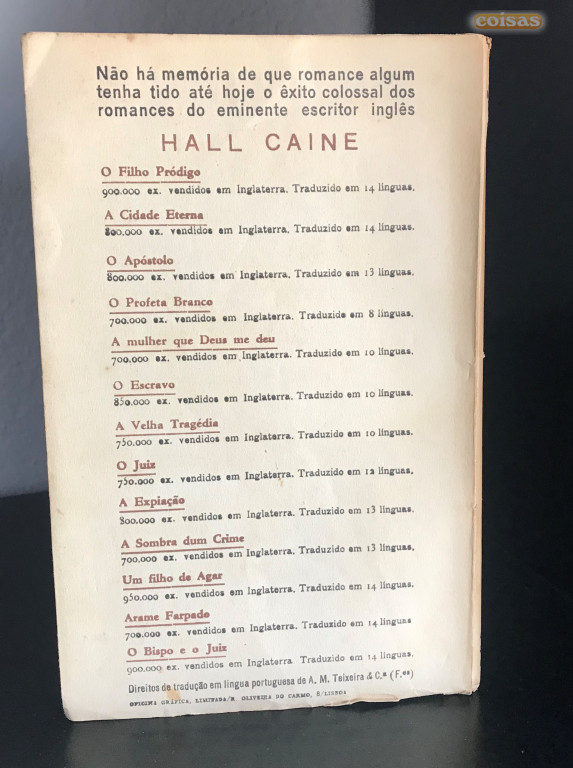 coisas
Não há memória de que romance algum
tenha tido até hoje o êxito colossal dos
romances do eminente escritor inglês
HALL CAINE
O Filho Pródigo
900.000 ex. vendidos em Inglaterra. Traduzido em 14 línguas.
A Cidade Eterna
800.000 ex. vendidos em Inglaterra. Traduzido em 14 línguas.
O Apóstolo
800.000 ex. vendidos em Inglaterra. Traduzido em 13 línguas.
O Profeta Branco
700.000 ex. vendidos em Inglaterra. Traduzido em 8 línguas.
A mulher que Deus me deu
700.000 ex. vendidos em Inglaterra. Traduzido em 10 línguas.
O Escravo
850.000 ex. vendidos em Inglaterra. Traduzido em 10 línguas.
A Velha Tragédia
750.000 ex. vendidos em Inglaterra. Traduzido em 10 línguas.
O Juiz
750.000 ex. vendidos em Inglaterra. Traduzido em 12 línguas.
A Expiação
800.000 ex. vendidos em Inglaterra. Traduzido em 13 línguas.
A Sombra dum Crime
700.000 ex. vendidos em Inglaterra. Traduzido em 13 línguas.
Um filho de Agar
950.000 ex. vendidos em Inglaterra. Traduzido em 14 línguas.
Arame Farpado
700.000 ex. vendidos em Inglaterra. Traduzido em 14 línguas
O Bispo e o Juiz
900.000 ex. vendidos em Inglaterra Traduzido em 14 línguas.
Direitos de tradução em língua portuguesa de A. M. Teixeira & C.ª (F.os)
OFICINA GRÁFICA, LIMITADA/R. OLIVEIRA DO CARMO, 8/LISBOA